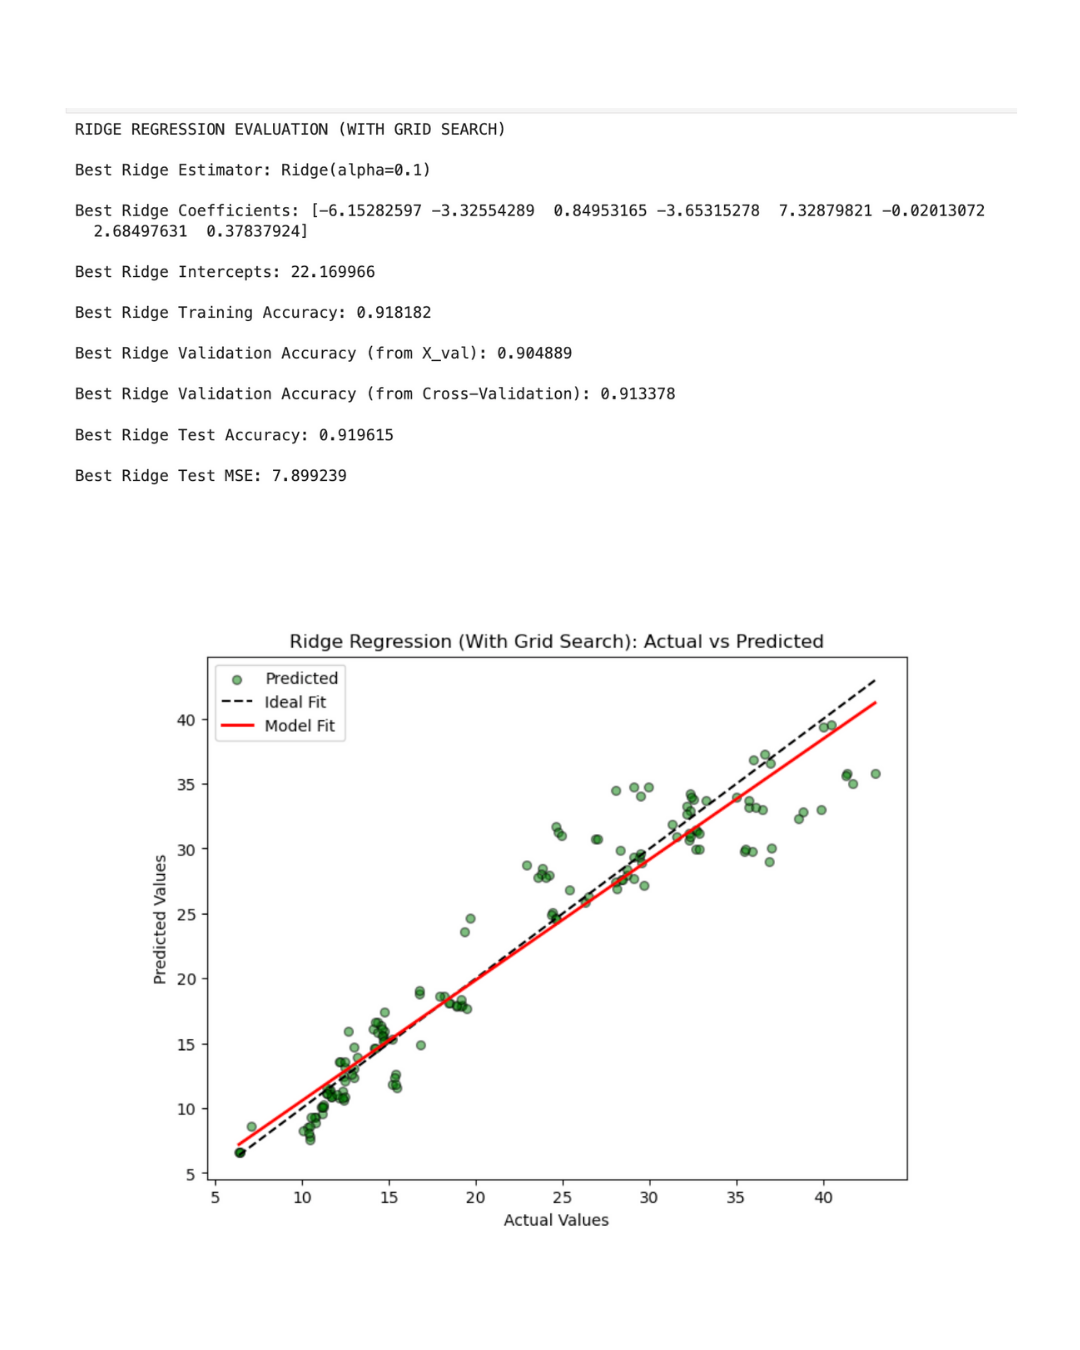 RIDGE REGRESSION EVALUATION (WITH GRID SEARCH)
Best Ridge Estimator: Ridge(alpha=0.1)
Best Ridge Coefficients: [-6.15282597 -3.32554289  0.84953165 -3.65315278  7.32879821 -0.02013072
2.68497631  0.37837924]
Best Ridge Intercepts: 22.169966
Best Ridge Training Accuracy: 0.918182
Best Ridge Validation Accuracy (from X_val): 0.904889
Best Ridge Validation Accuracy (from Cross-Validation): 0.913378
Best Ridge Test Accuracy: 0.919615
Best Ridge Test MSE: 7.899239
Ridge Regression (With Grid Search): Actual vs Predicted
Predicted
Ideal Fit
Model Fit
40
35
30
25
20
15
10
5
Predicted Values
5 10 15 20 25 30 35 40
Actual Values